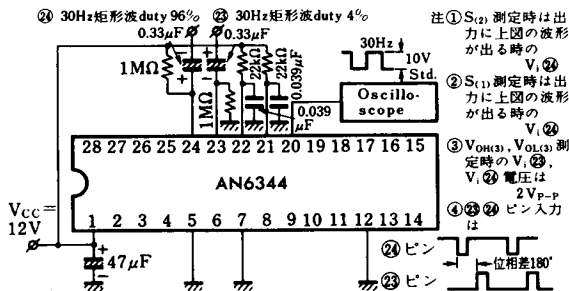 ㉔ 30Hz矩形波duty 96%
㉓ 30Hz矩形波duty 4%
0.33μF
0.33μF
1MΩ
1MΩ
22kΩ
22kΩ
0.039μF
0.039
μF
30Hz
10V
Std.
Oscillo-
scope
28 27 26 25 24 23 22 21 20 19 18 17 16 15
AN6344
1 2 3 4 5 6 7 8 9 10 11 12 13 14
VCC=
12V
47μF
注① S(2) 測定時は出
力に上図の波形
が出る時の
Vi㉔
② S(1) 測定時は出
力に上図の波形
が出る時の
Vi㉔
③ VOH(3), VOL(3) 測
定時のVi㉓,
Vi㉔ 電圧は
2VP-P
④ ㉓ ㉔ ピン入力
は
㉔ ピン
位相差180°
㉓ ピン